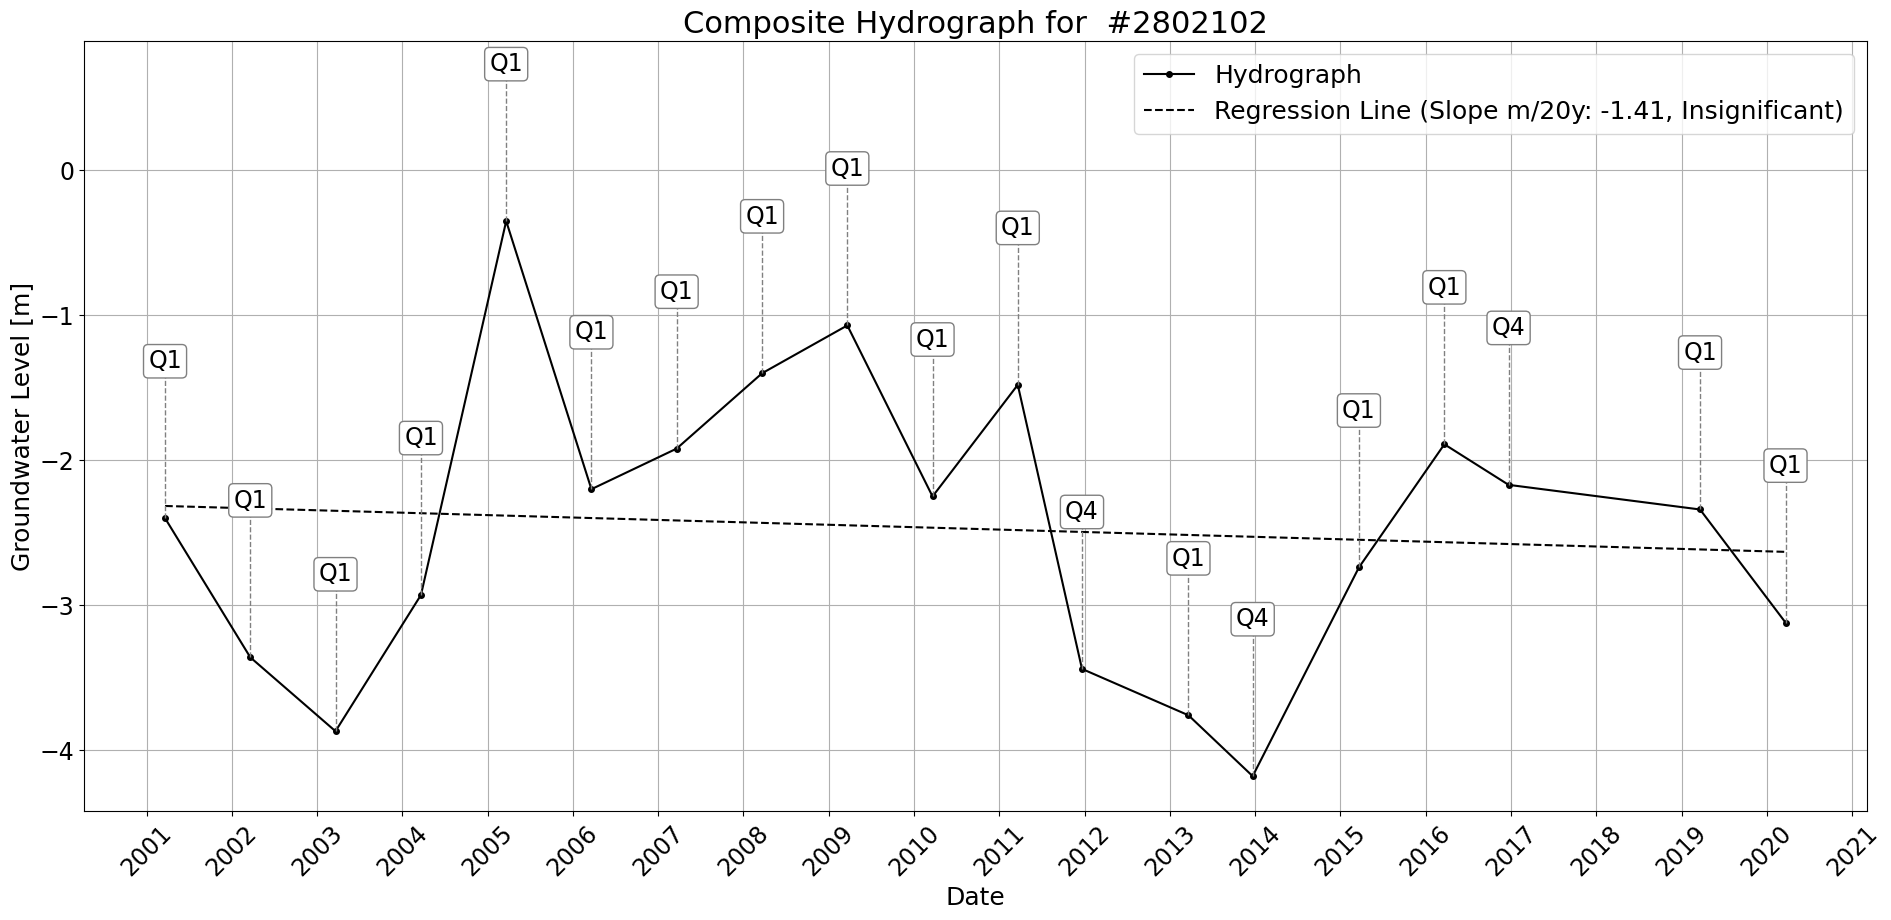 Composite Hydrograph for  #2802102
Hydrograph
Regression Line (Slope m/20y: -1.41, Insignificant)
Groundwater Level [m]
0
−1
−2
−3
−4
Q1
Q1
Q1
Q1
Q1
Q1
Q1
Q1
Q1
Q1
Q1
Q4
Q1
Q4
Q1
Q1
Q4
Q1
Q1
2001
2002
2003
2004
2005
2006
2007
2008
2009
2010
2011
2012
2013
2014
2015
2016
2017
2018
2019
2020
2021
Date